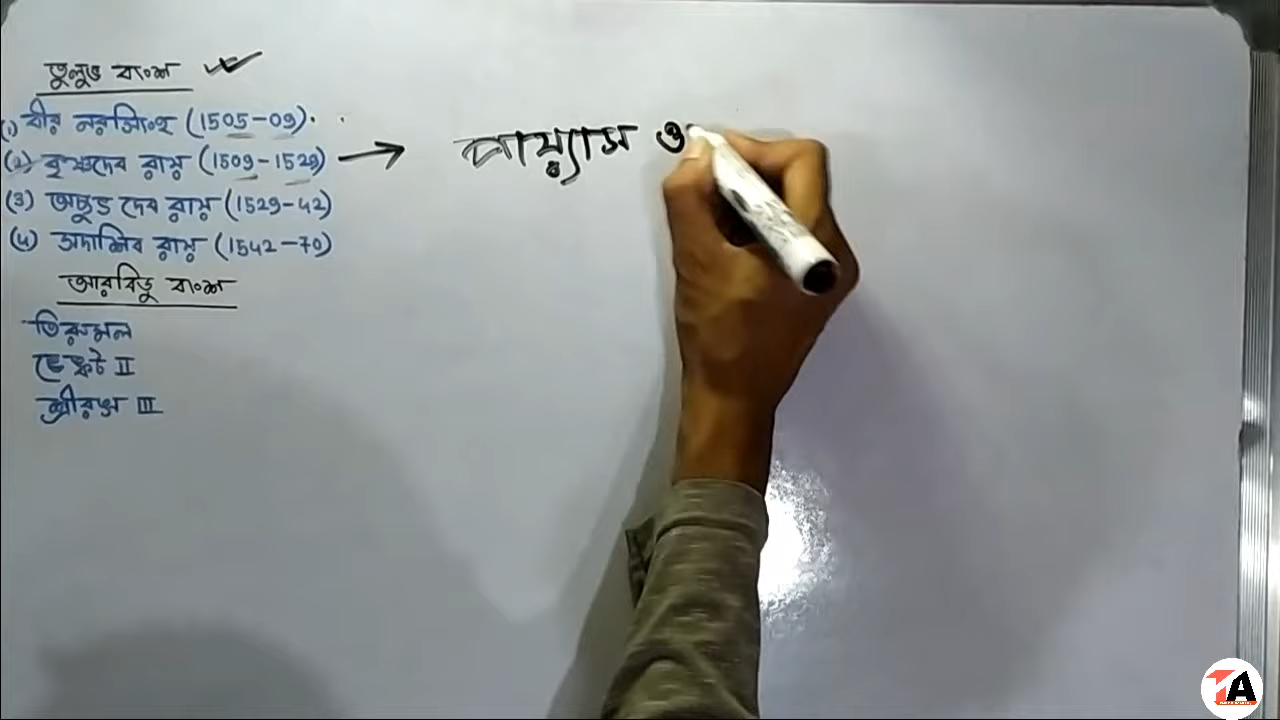 তুলুভ বংশ
(1) বীর নরসিংহ (1505-09).
(2) কৃষ্ণদেব রায় (1509-1529) → পায়্যাস ও
(3) অচ্যুত দেব রায় (1529-42)
(4) সদাশিব রায় (1542-70)
আরবিডু বংশ
তিরুমল
ভেঙ্কট II
শ্রীরঙ্গ III